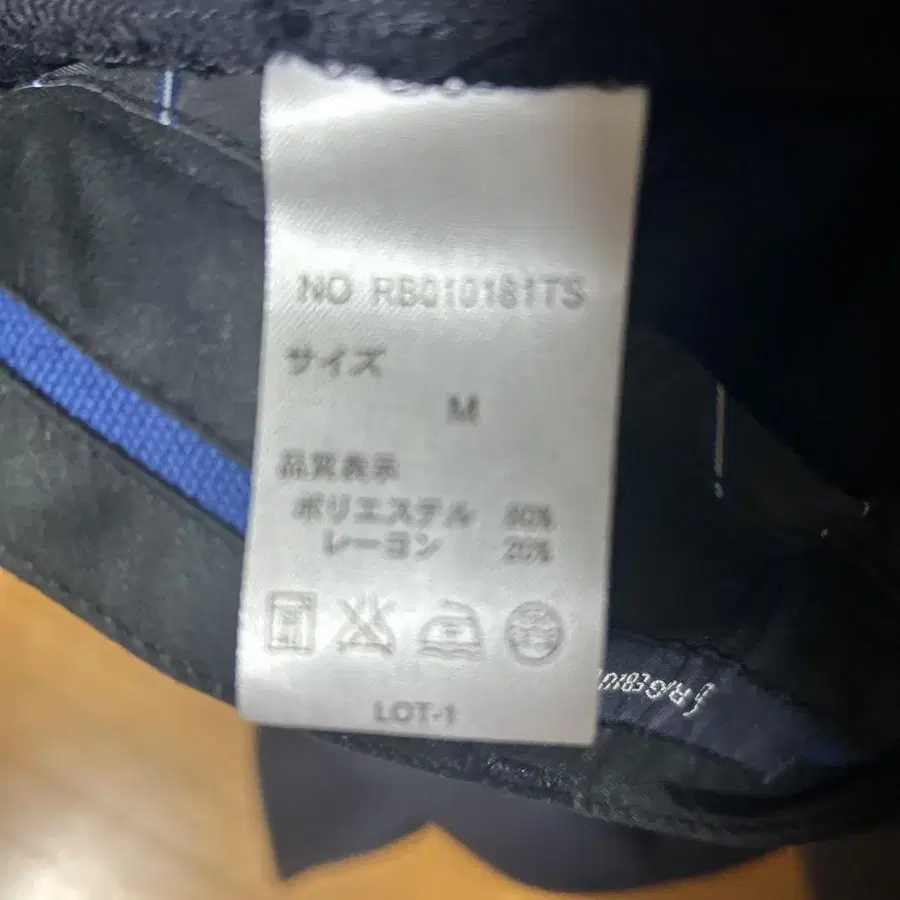 NO RB0101817S
サイズ
M
品質表示
ポリエステル 80%
レーヨン 20%
LOT-1